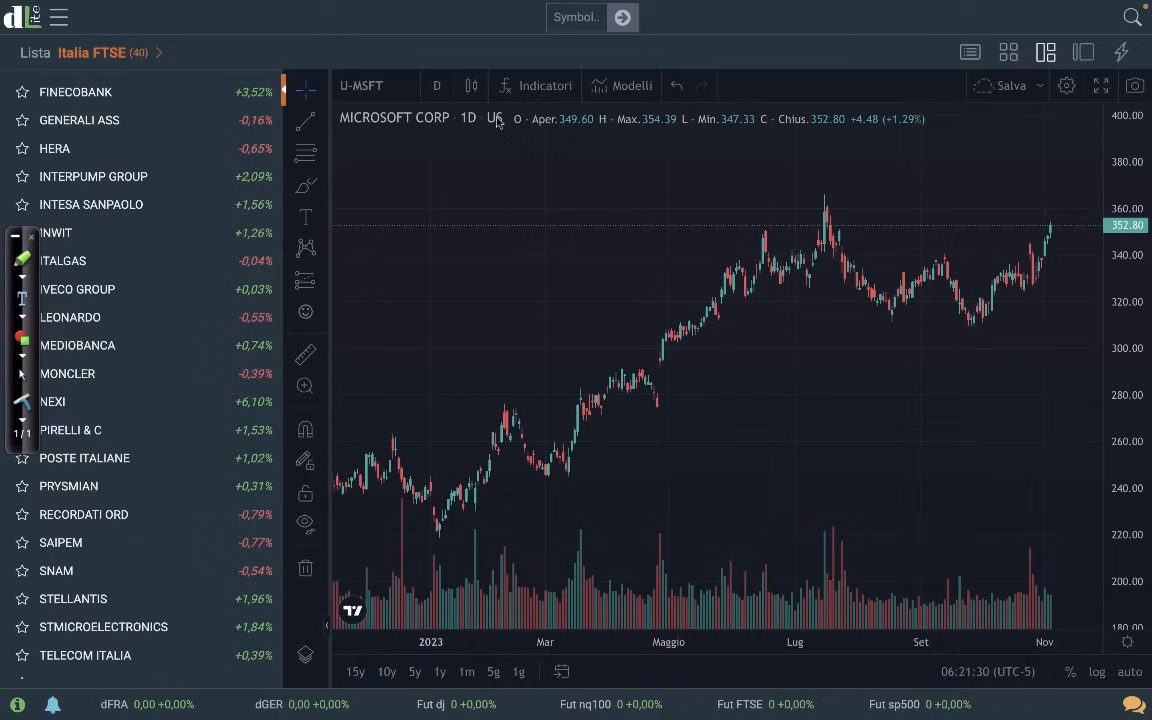 dLite
Symbol..
Lista Italia FTSE (40)
FINECOBANK +3,52%
GENERALI ASS -0,16%
HERA -0,65%
INTERPUMP GROUP +2,09%
INTESA SANPAOLO +1,56%
INWIT +1,26%
ITALGAS -0,04%
IVECO GROUP +0,03%
LEONARDO -0,55%
MEDIOBANCA +0,74%
MONCLER -0,39%
NEXI +6,10%
PIRELLI & C +1,53%
POSTE ITALIANE +1,02%
PRYSMIAN +0,31%
RECORDATI ORD -0,79%
SAIPEM -0,77%
SNAM -0,54%
STELLANTIS +1,96%
STMICROELECTRONICS +1,84%
TELECOM ITALIA +0,39%
T
1 / 1
U-MSFT D Indicatori Modelli Salva
MICROSOFT CORP · 1D · US O - Aper.349.60 H - Max.354.39 L - Min.347.33 C - Chius.352.80 +4.48 (+1.29%)
400.00
380.00
360.00
352.80
340.00
320.00
300.00
280.00
260.00
240.00
220.00
200.00
180.00
2023 Mar Maggio Lug Set Nov
15y 10y 5y 1y 1m 5g 1g 06:21:30 (UTC-5) % log auto
dFRA 0,00 +0,00% dGER 0,00 +0,00% Fut dj 0 +0,00% Fut nq100 0 +0,00% Fut FTSE 0 +0,00% Fut sp500 0 +0,00%